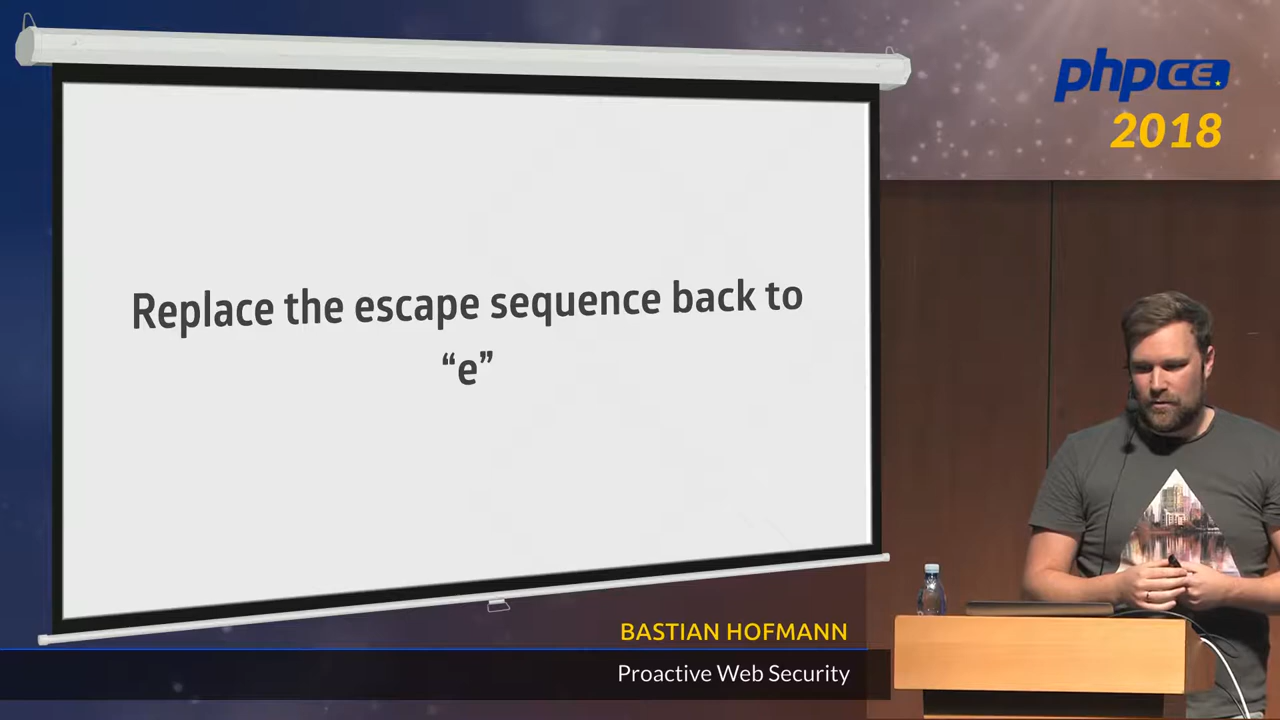 phpCE.
2018
Replace the escape sequence back to
“e”
BASTIAN HOFMANN
Proactive Web Security